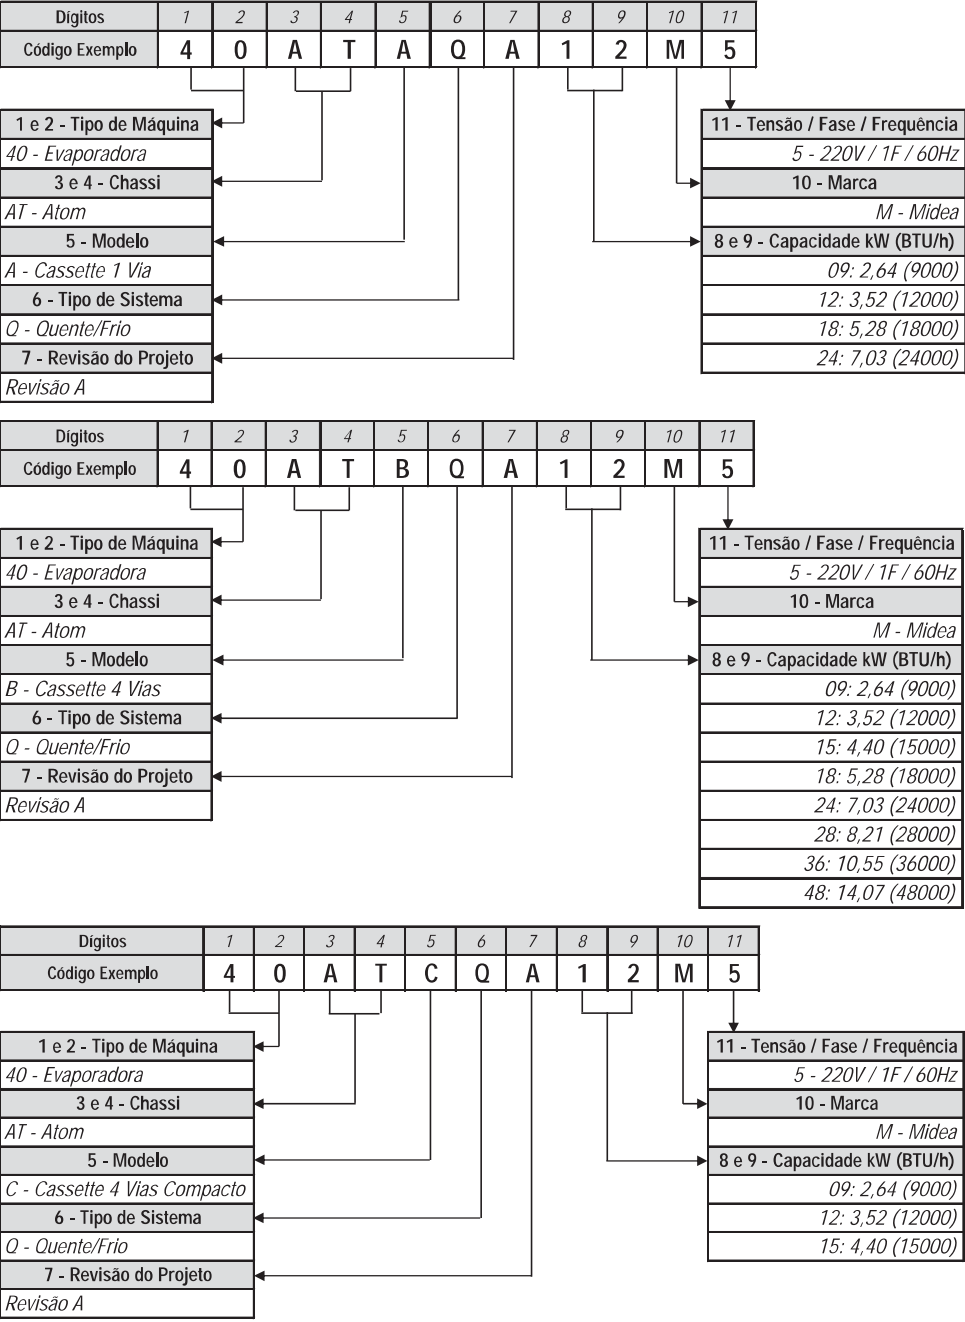 Dígitos 1 2 3 4 5 6 7 8 9 10 11
Código Exemplo 4 0 A T A Q A 1 2 M 5
1 e 2 - Tipo de Máquina
40 - Evaporadora
3 e 4 - Chassi
AT - Atom
5 - Modelo
A - Cassette 1 Via
6 - Tipo de Sistema
Q - Quente/Frio
7 - Revisão do Projeto
Revisão A
11 - Tensão / Fase / Frequência
5 - 220V / 1F / 60Hz
10 - Marca
M - Midea
8 e 9 - Capacidade kW (BTU/h)
09: 2,64 (9000)
12: 3,52 (12000)
18: 5,28 (18000)
24: 7,03 (24000)
Dígitos 1 2 3 4 5 6 7 8 9 10 11
Código Exemplo 4 0 A T B Q A 1 2 M 5
1 e 2 - Tipo de Máquina
40 - Evaporadora
3 e 4 - Chassi
AT - Atom
5 - Modelo
B - Cassette 4 Vias
6 - Tipo de Sistema
Q - Quente/Frio
7 - Revisão do Projeto
Revisão A
11 - Tensão / Fase / Frequência
5 - 220V / 1F / 60Hz
10 - Marca
M - Midea
8 e 9 - Capacidade kW (BTU/h)
09: 2,64 (9000)
12: 3,52 (12000)
15: 4,40 (15000)
18: 5,28 (18000)
24: 7,03 (24000)
28: 8,21 (28000)
36: 10,55 (36000)
48: 14,07 (48000)
Dígitos 1 2 3 4 5 6 7 8 9 10 11
Código Exemplo 4 0 A T C Q A 1 2 M 5
1 e 2 - Tipo de Máquina
40 - Evaporadora
3 e 4 - Chassi
AT - Atom
5 - Modelo
C - Cassette 4 Vias Compacto
6 - Tipo de Sistema
Q - Quente/Frio
7 - Revisão do Projeto
Revisão A
11 - Tensão / Fase / Frequência
5 - 220V / 1F / 60Hz
10 - Marca
M - Midea
8 e 9 - Capacidade kW (BTU/h)
09: 2,64 (9000)
12: 3,52 (12000)
15: 4,40 (15000)